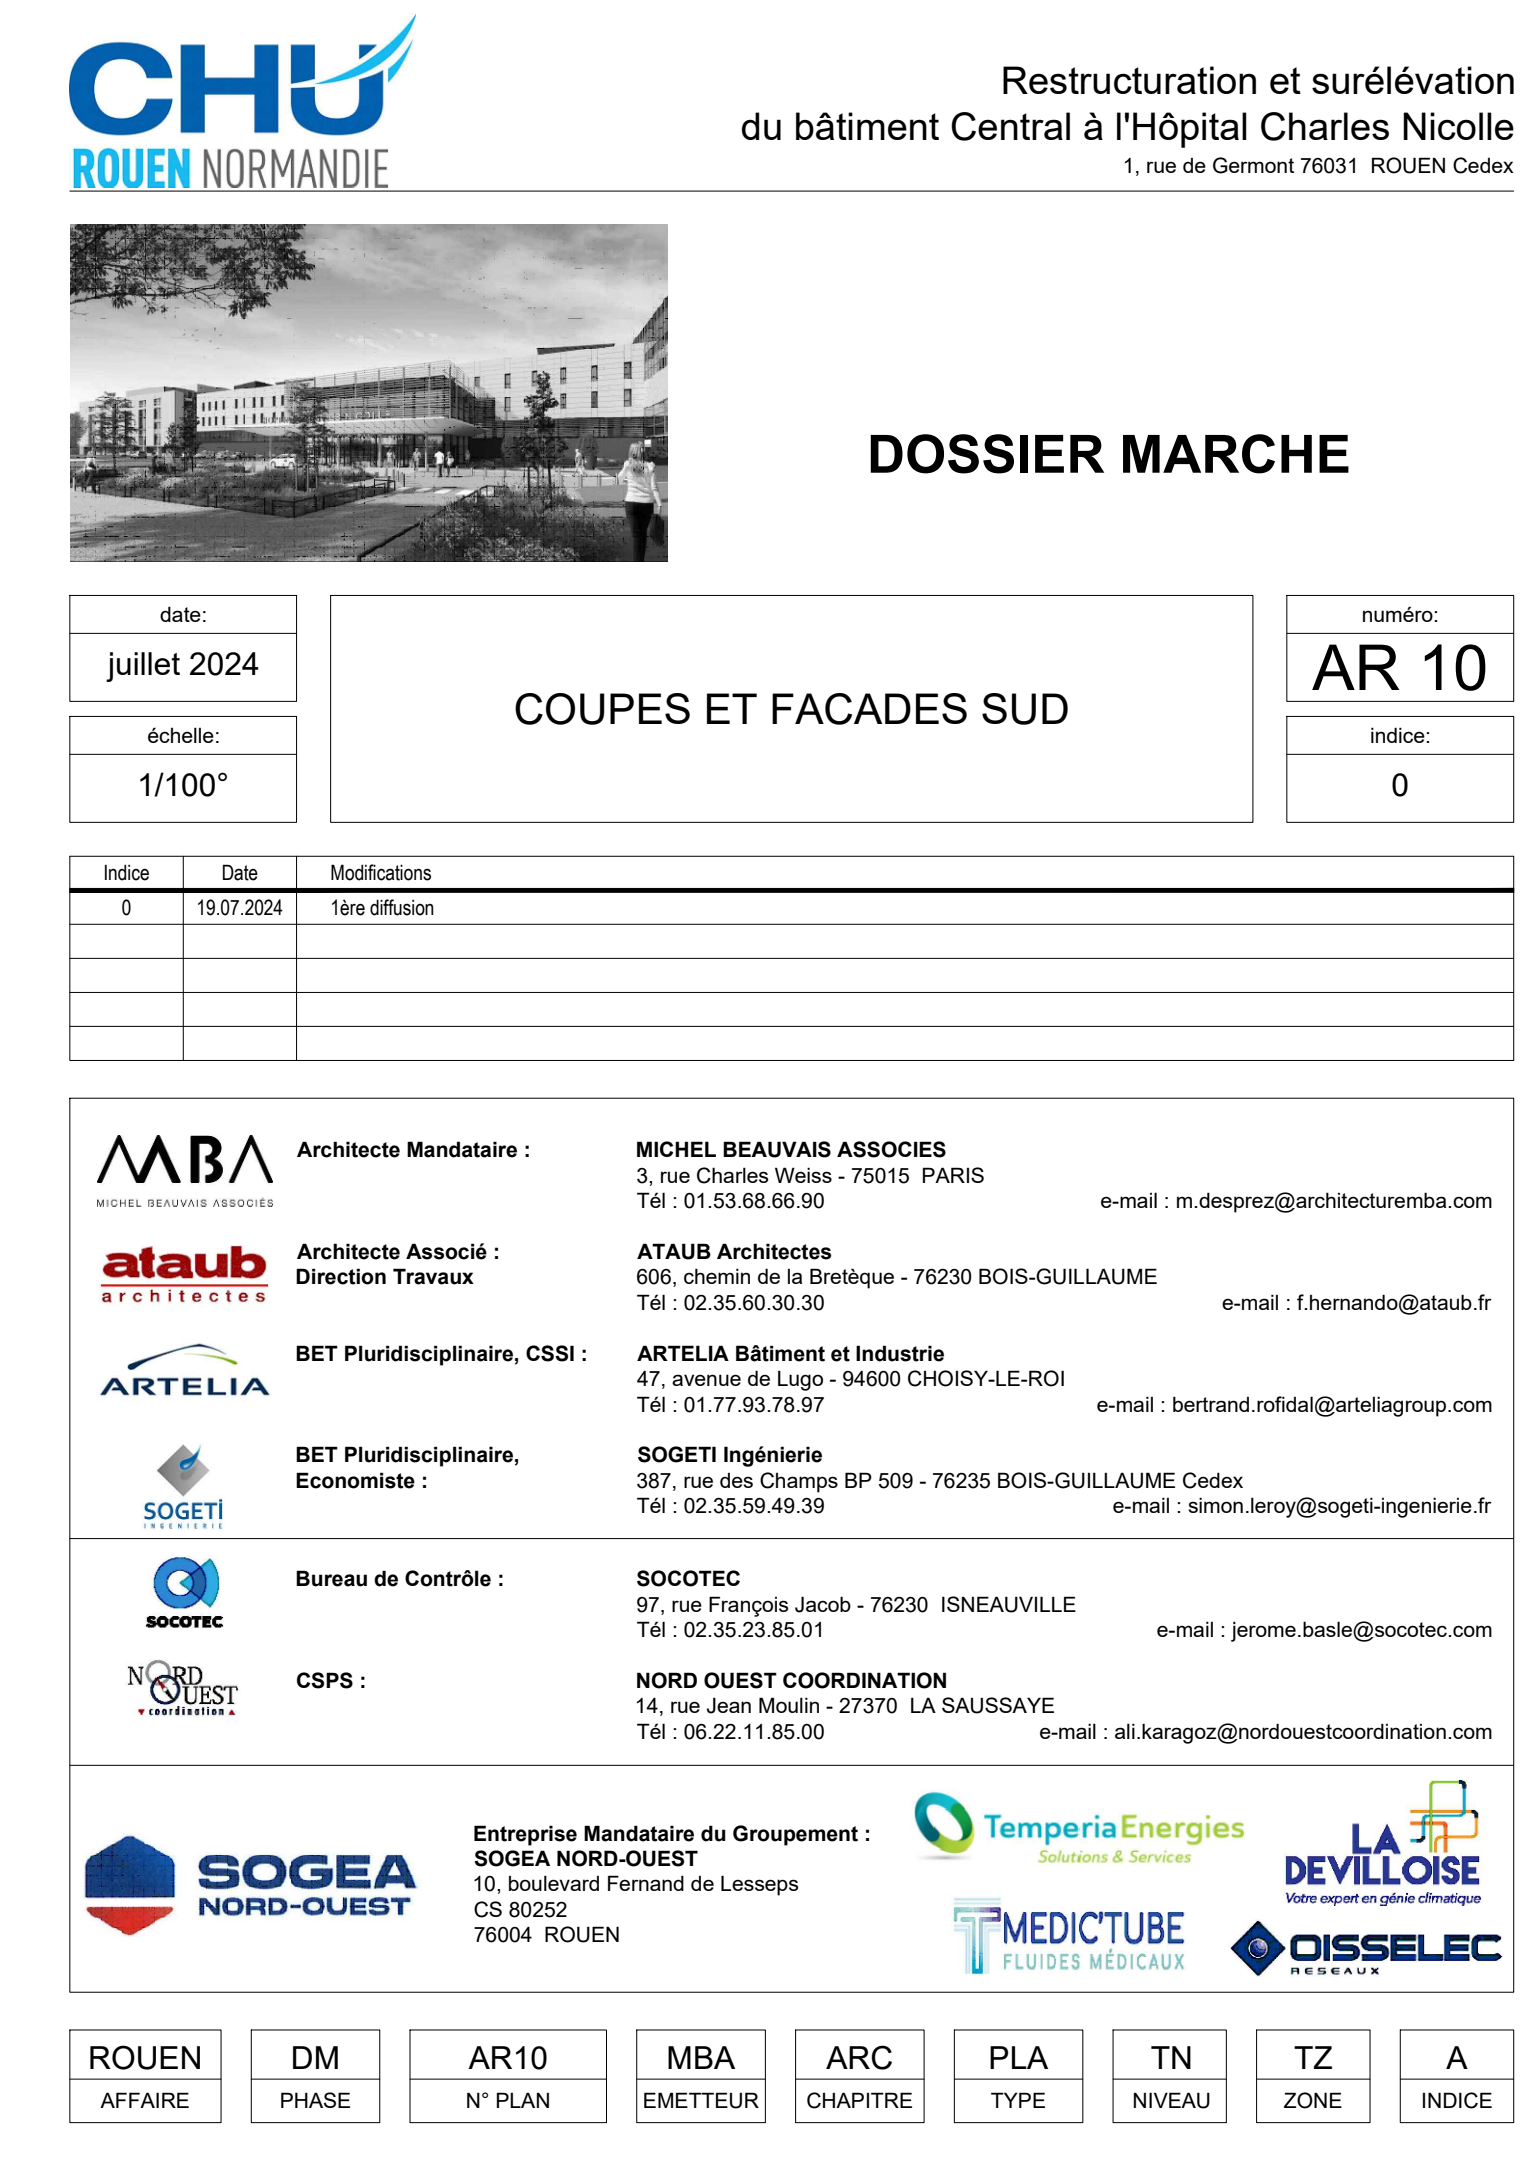 CHU
ROUEN NORMANDIE
Restructuration et surélévation
du bâtiment Central à l'Hôpital Charles Nicolle
1, rue de Germont 76031 ROUEN Cedex
DOSSIER MARCHE
date:
juillet 2024
échelle:
1/100°
COUPES ET FACADES SUD
numéro:
AR 10
indice:
0
Indice Date Modifications
0 19.07.2024 1ère diffusion
MBA
MICHEL BEAUVAIS ASSOCIÉS
Architecte Mandataire :
MICHEL BEAUVAIS ASSOCIES
3, rue Charles Weiss - 75015 PARIS
Tél : 01.53.68.66.90 e-mail : m.desprez@architecturemba.com
ataub
architectes
Architecte Associé :
Direction Travaux
ATAUB Architectes
606, chemin de la Bretèque - 76230 BOIS-GUILLAUME
Tél : 02.35.60.30.30 e-mail : f.hernando@ataub.fr
ARTELIA
BET Pluridisciplinaire, CSSI :
ARTELIA Bâtiment et Industrie
47, avenue de Lugo - 94600 CHOISY-LE-ROI
Tél : 01.77.93.78.97 e-mail : bertrand.rofidal@arteliagroup.com
SOGETI
INGENIERIE
BET Pluridisciplinaire,
Economiste :
SOGETI Ingénierie
387, rue des Champs BP 509 - 76235 BOIS-GUILLAUME Cedex
Tél : 02.35.59.49.39 e-mail : simon.leroy@sogeti-ingenierie.fr
SOCOTEC
Bureau de Contrôle :
SOCOTEC
97, rue François Jacob - 76230 ISNEAUVILLE
Tél : 02.35.23.85.01 e-mail : jerome.basle@socotec.com
NORD
OUEST
coordination
CSPS :
NORD OUEST COORDINATION
14, rue Jean Moulin - 27370 LA SAUSSAYE
Tél : 06.22.11.85.00 e-mail : ali.karagoz@nordouestcoordination.com
SOGEA
NORD-OUEST
Entreprise Mandataire du Groupement :
SOGEA NORD-OUEST
10, boulevard Fernand de Lesseps
CS 80252
76004 ROUEN
TemperiaEnergies
Solutions & Services
LA
DEVILLOISE
Votre expert en génie climatique
MEDIC'TUBE
FLUIDES MÉDICAUX
OISSELEC
RESEAUX
ROUEN
AFFAIRE
DM
PHASE
AR10
N° PLAN
MBA
EMETTEUR
ARC
CHAPITRE
PLA
TYPE
TN
NIVEAU
TZ
ZONE
A
INDICE